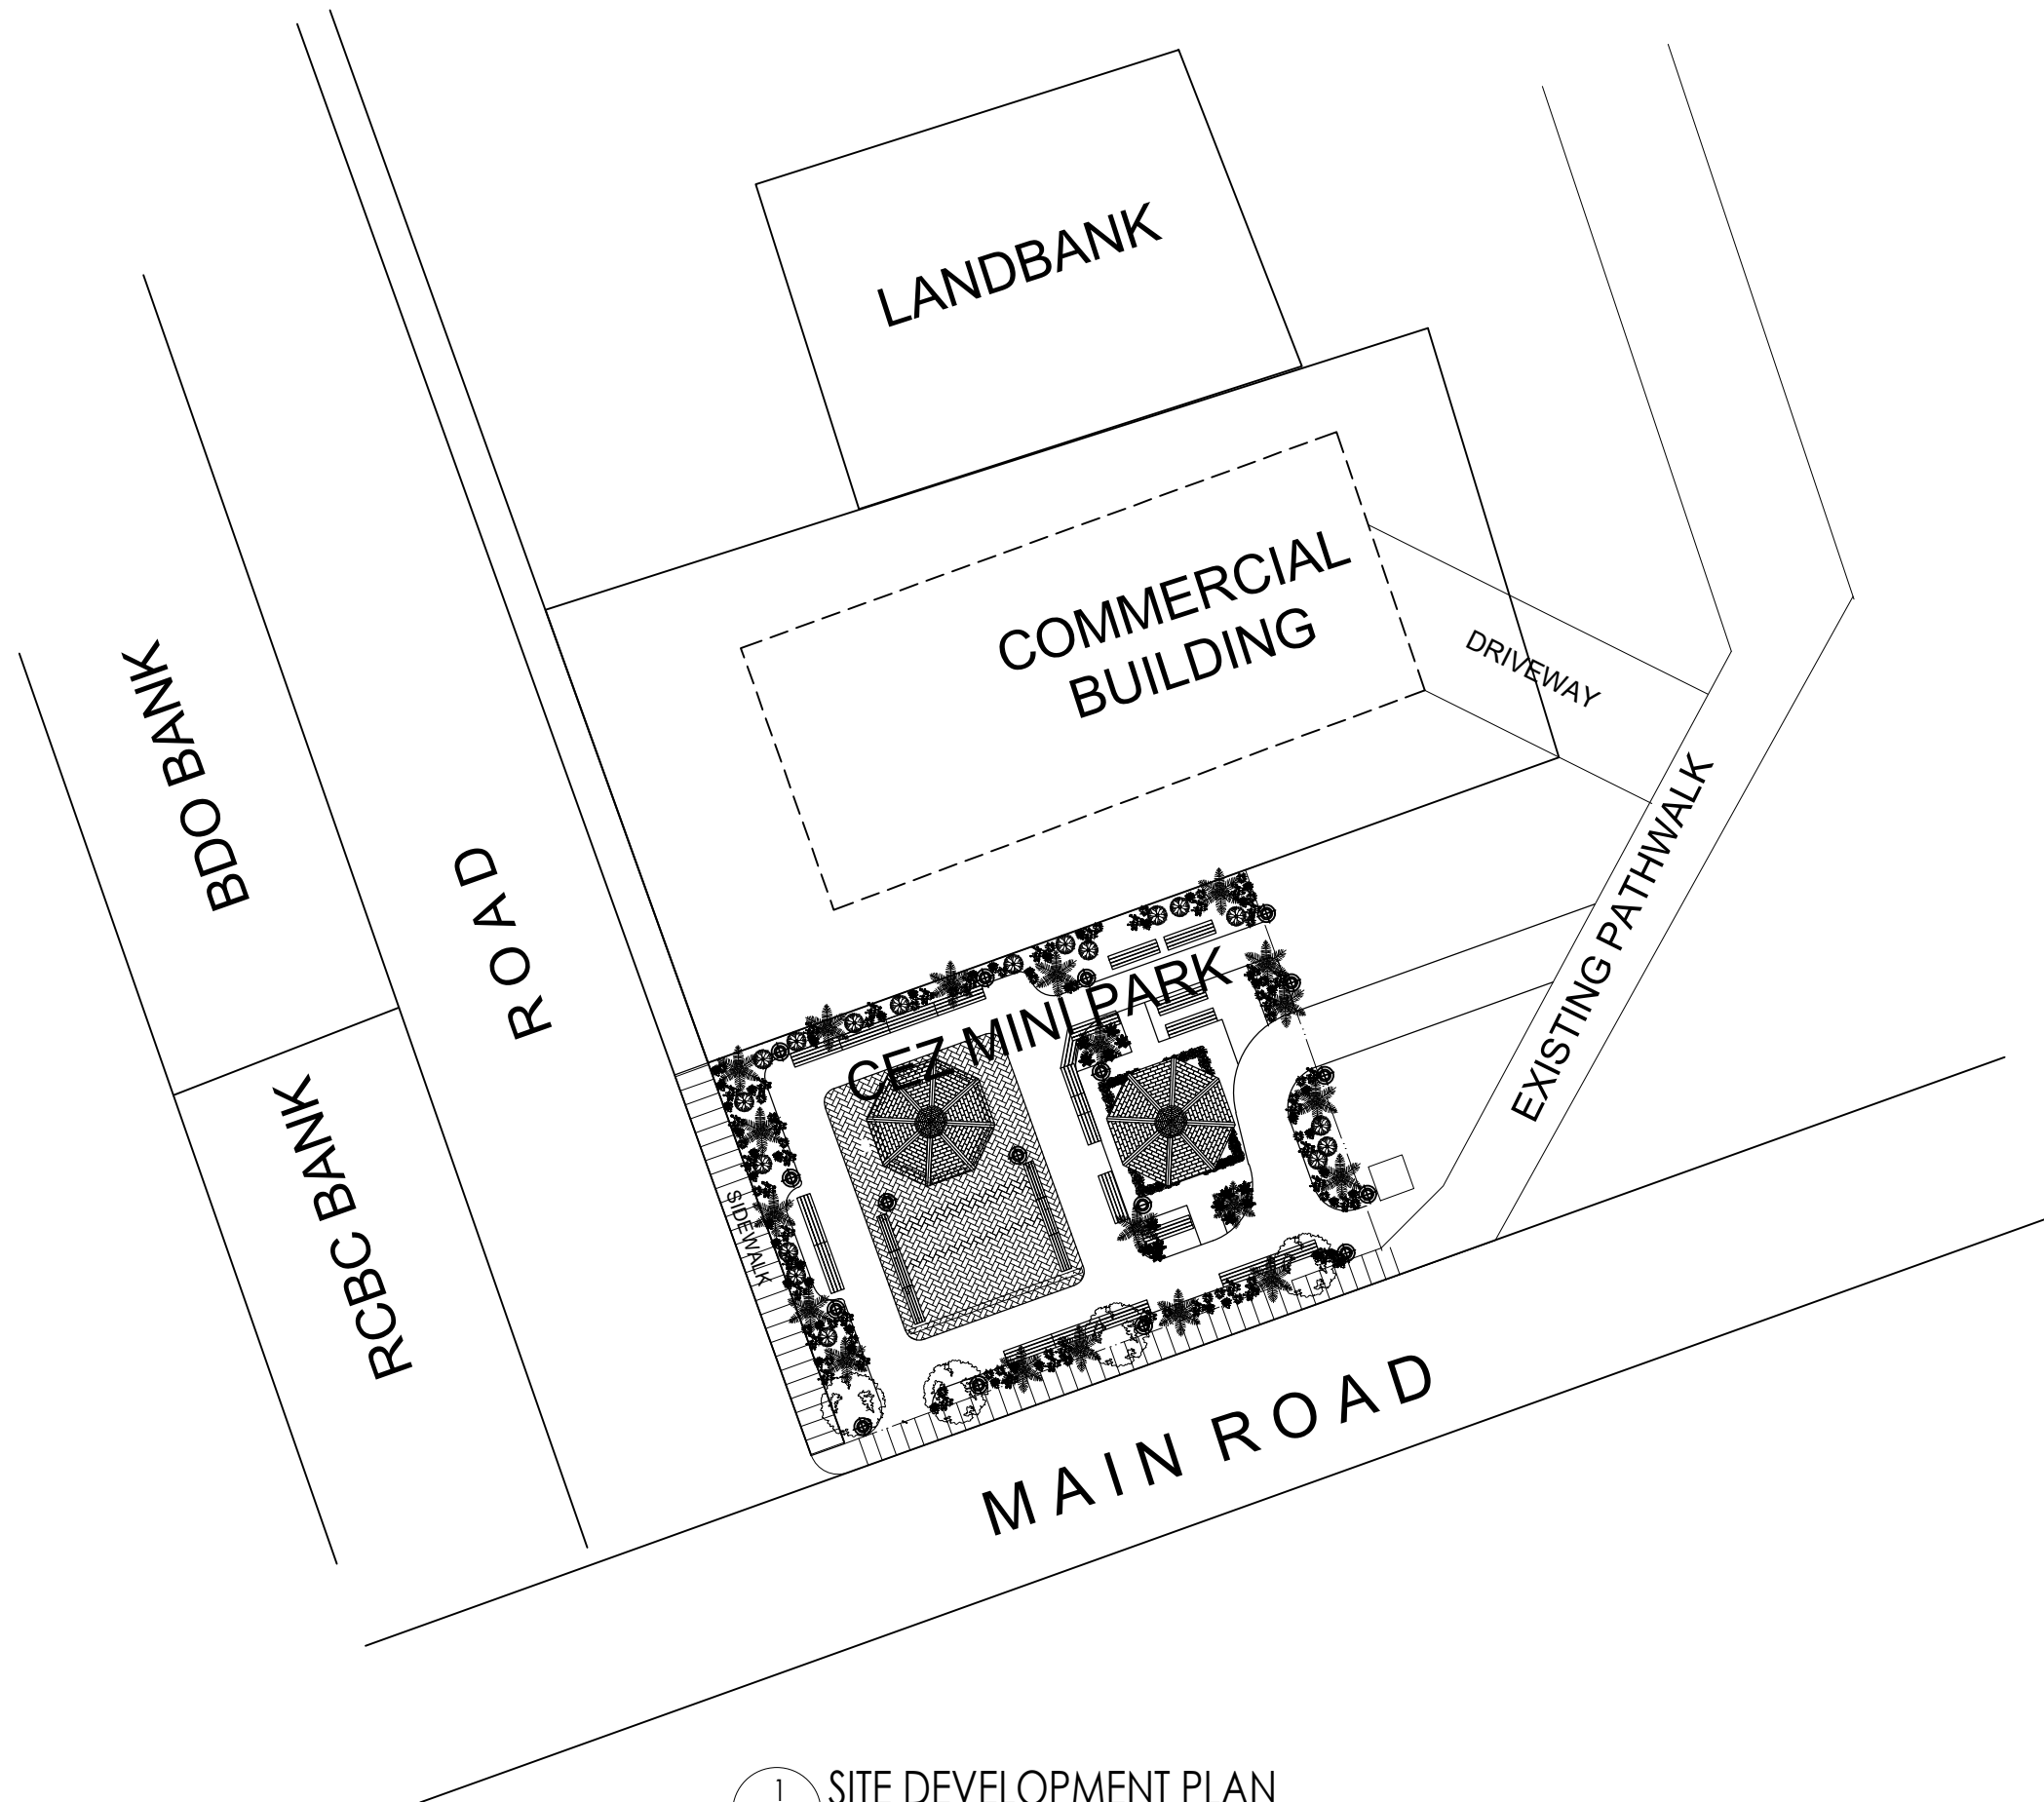 LANDBANK
COMMERCIAL
BUILDING
DRIVEWAY
BDO BANK
ROAD
EXISTING PATHWALK
CEZ MINI PARK
RCBC BANK
SIDEWALK
MAIN ROAD
1
SITE DEVELOPMENT PLAN